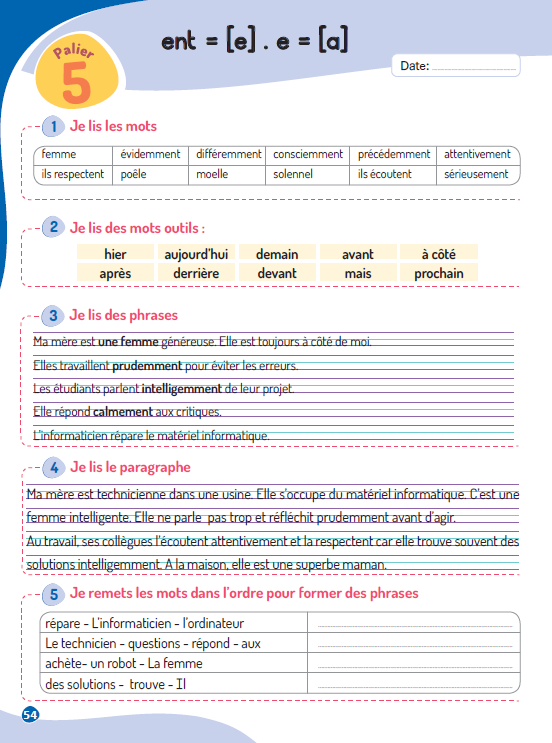 Palier
5
ent = [e] . e = [a]
Date:
1 Je lis les mots
femme évidemment différemment consciemment précédemment attentivement
ils respectent poêle moelle solennel ils écoutent sérieusement
2 Je lis des mots outils :
hier aujourd'hui demain avant à côté
après derrière devant mais prochain
3 Je lis des phrases
Ma mère est une femme généreuse. Elle est toujours à côté de moi.
Elles travaillent prudemment pour éviter les erreurs.
Les étudiants parlent intelligemment de leur projet.
Elle répond calmement aux critiques.
L'informaticien répare le matériel informatique.
4 Je lis le paragraphe
Ma mère est technicienne dans une usine. Elle s'occupe du matériel informatique. C'est une
femme intelligente. Elle ne parle pas trop et réfléchit prudemment avant d'agir.
Au travail, ses collègues l'écoutent attentivement et la respectent car elle trouve souvent des
solutions intelligemment. A la maison, elle est une superbe maman.
5 Je remets les mots dans l'ordre pour former des phrases
répare - L'informaticien - l'ordinateur
Le technicien - questions - répond - aux
achète- un robot - La femme
des solutions - trouve - Il
54